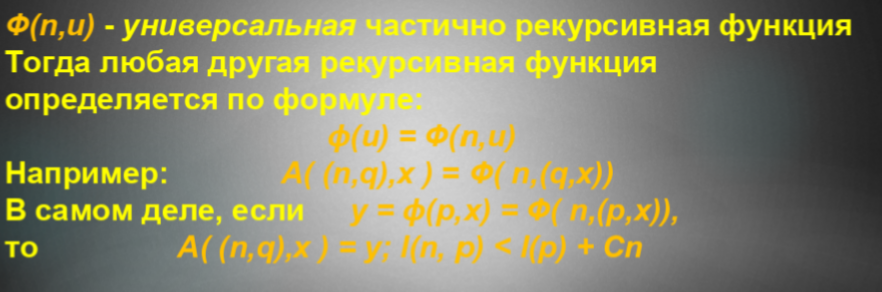 Ф(n,u) - универсальная частично рекурсивная функция
Тогда любая другая рекурсивная функция
определяется по формуле:
ф(u) = Ф(n,u)
Например: A( (n,q),x ) = Ф( n,(q,x))
В самом деле, если y = ф(p,x) = Ф( n,(p,x)),
то A( (n,q),x ) = y; l(n, p) < l(p) + Cn